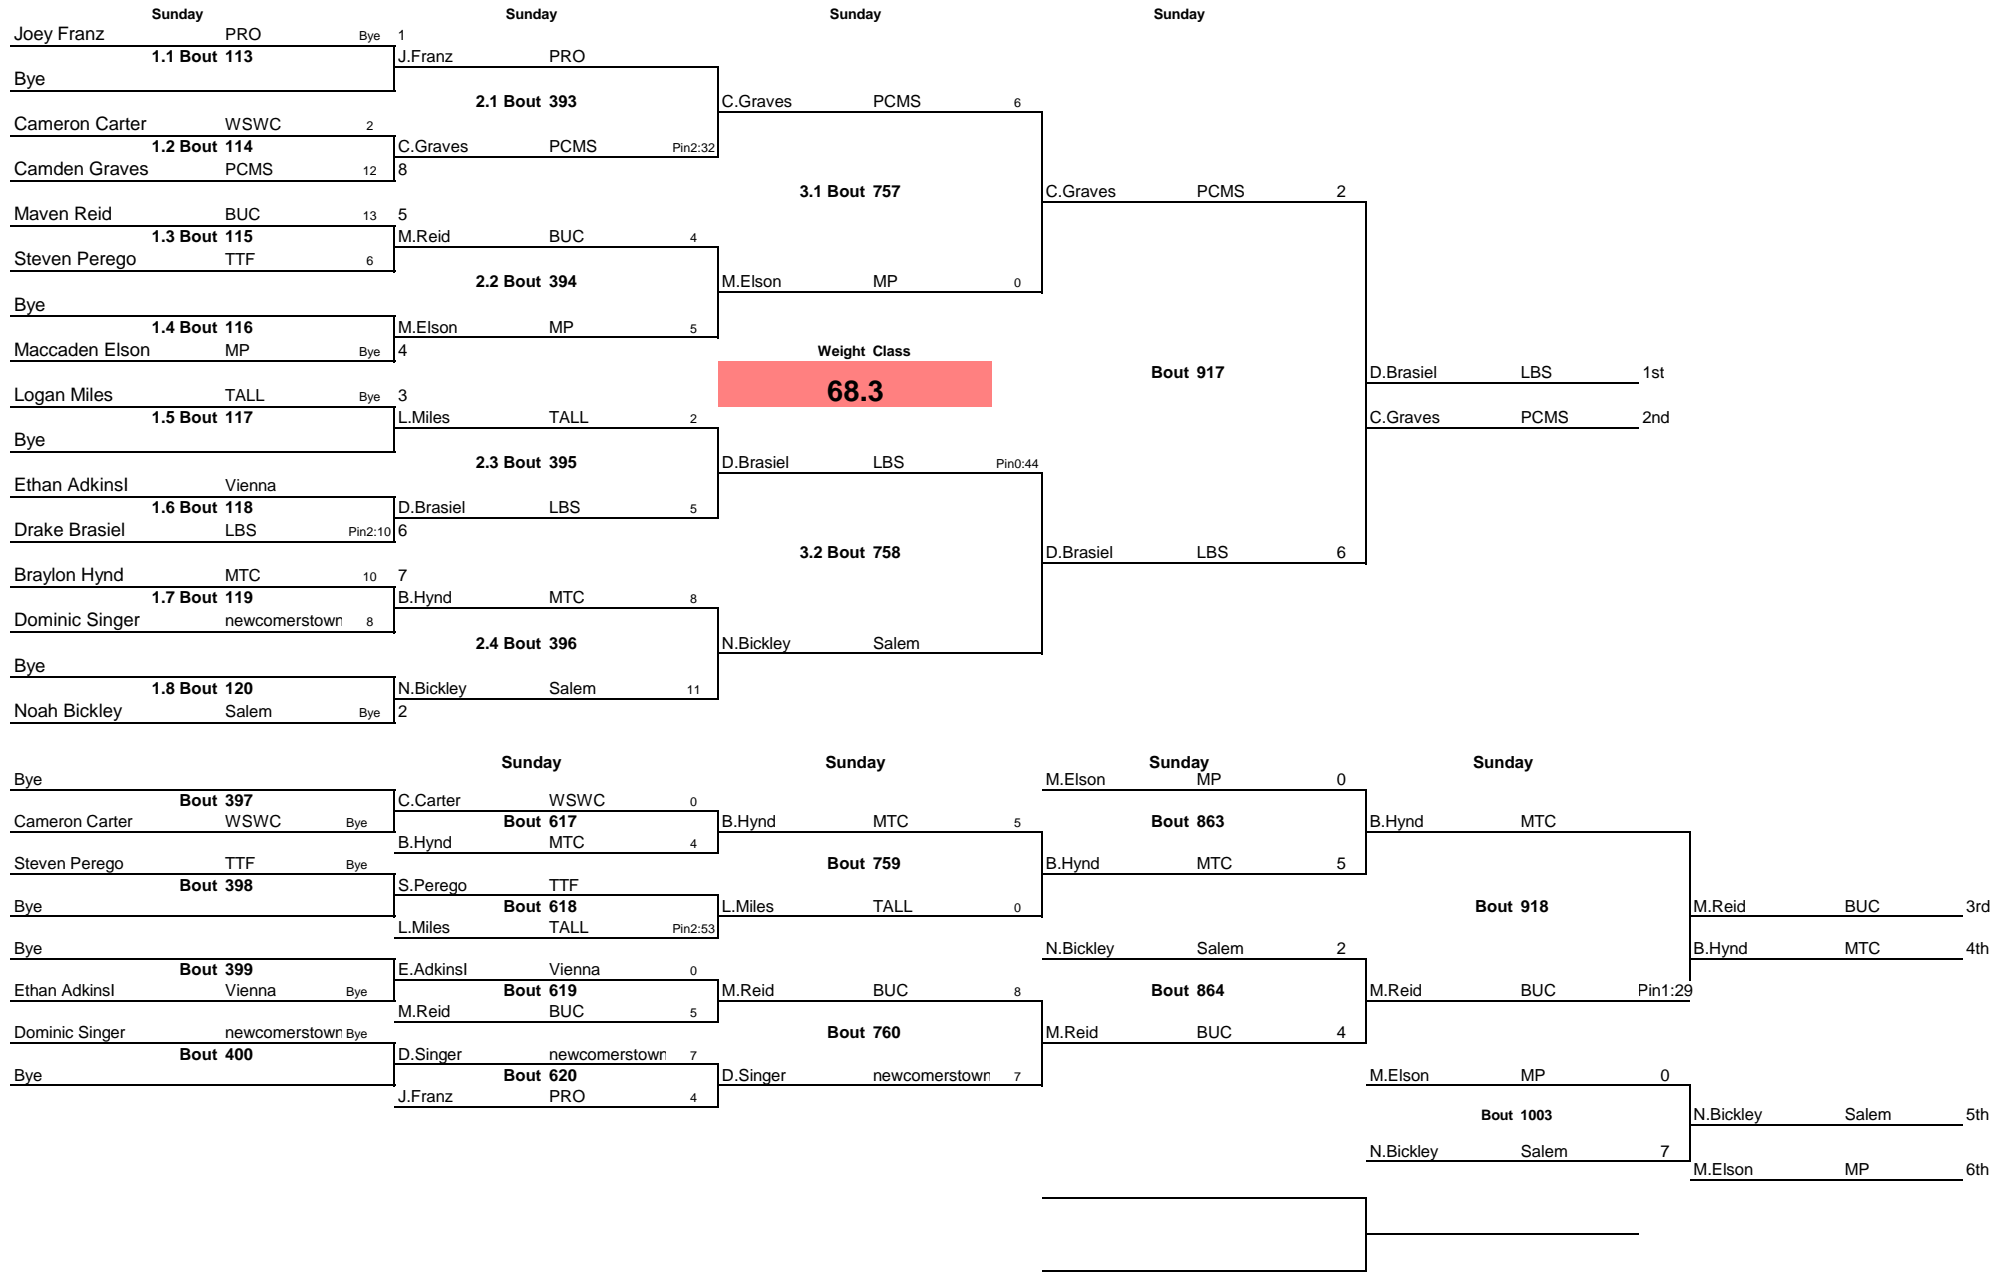 Sunday Sunday Sunday Sunday
Joey Franz PRO Bye 1
1.1 Bout 113 J.Franz PRO
Bye
2.1 Bout 393 C.Graves PCMS 6
Cameron Carter WSWC 2
1.2 Bout 114 C.Graves PCMS Pin2:32
Camden Graves PCMS 12 8
3.1 Bout 757 C.Graves PCMS 2
Maven Reid BUC 13 5
1.3 Bout 115 M.Reid BUC 4
Steven Perego TTF 6
2.2 Bout 394 M.Elson MP 0
Bye
1.4 Bout 116 M.Elson MP 5
Maccaden Elson MP Bye 4
Weight Class
Bout 917 D.Brasiel LBS 1st
68.3
Logan Miles TALL Bye 3
1.5 Bout 117 L.Miles TALL 2 C.Graves PCMS 2nd
Bye
2.3 Bout 395 D.Brasiel LBS Pin0:44
Ethan AdkinsI Vienna
1.6 Bout 118 D.Brasiel LBS 5
Drake Brasiel LBS Pin2:10 6
3.2 Bout 758 D.Brasiel LBS 6
Braylon Hynd MTC 10 7
1.7 Bout 119 B.Hynd MTC 8
Dominic Singer newcomerstown 8
2.4 Bout 396 N.Bickley Salem
Bye
1.8 Bout 120 N.Bickley Salem 11
Noah Bickley Salem Bye 2
Sunday Sunday Sunday Sunday
Bye M.Elson MP 0
Bout 397 C.Carter WSWC 0
Cameron Carter WSWC Bye Bout 617 B.Hynd MTC 5 Bout 863 B.Hynd MTC
B.Hynd MTC 4
Steven Perego TTF Bye Bout 759 B.Hynd MTC 5
Bout 398 S.Perego TTF
Bye Bout 618 L.Miles TALL 0 Bout 918 M.Reid BUC 3rd
L.Miles TALL Pin2:53
Bye N.Bickley Salem 2 B.Hynd MTC 4th
Bout 399 E.AdkinsI Vienna 0
Ethan AdkinsI Vienna Bye Bout 619 M.Reid BUC 8 Bout 864 M.Reid BUC Pin1:29
M.Reid BUC 5
Dominic Singer newcomerstown Bye Bout 760 M.Reid BUC 4
Bout 400 D.Singer newcomerstown 7
Bye Bout 620 D.Singer newcomerstown 7 M.Elson MP 0
J.Franz PRO 4
Bout 1003 N.Bickley Salem 5th
N.Bickley Salem 7
M.Elson MP 6th